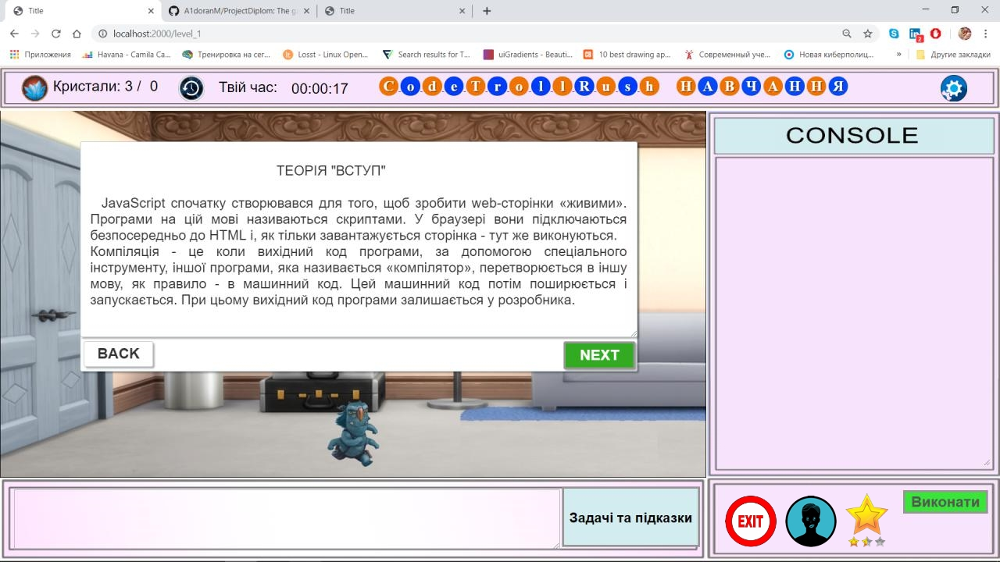 Title
A1doranM/ProjectDiplom: The ga
Title
localhost:2000/level_1
Приложения
Havana - Camila Ca...
Тренировка для сег...
Losst - Linux Open...
Search results for T...
uiGradients - Beauti...
10 best drawing ap...
Современный уче...
Новая киберполиц...
»
Другие закладки
Кристали: 3 / 0
Твій час: 00:00:17
CodeTrollRush НАВЧАННЯ
CONSOLE
ТЕОРІЯ "ВСТУП"
JavaScript спочатку створювався для того, щоб зробити web-сторінки «живими».
Програми на цій мові називаються скриптами. У браузері вони підключаються
безпосередньо до HTML і, як тільки завантажується сторінка - тут же виконуються.
Компіляція - це коли вихідний код програми, за допомогою спеціального
інструменту, іншої програми, яка називається «компілятор», перетворюється в іншу
мову, як правило - в машинний код. Цей машинний код потім поширюється і
запускається. При цьому вихідний код програми залишається у розробника.
BACK
NEXT
Задачі та підказки
EXIT
Виконати